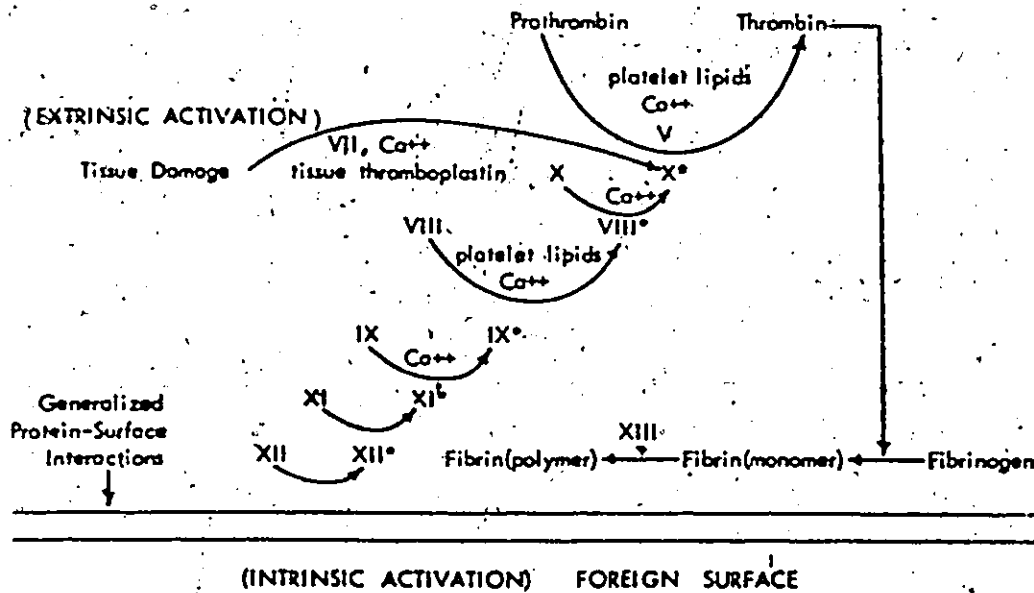 Prothrombin Thrombin
platelet lipids
Ca++
V
(EXTRINSIC ACTIVATION)
VII, Ca++
Tissue Damage tissue thromboplastin X X*
Ca++
VIII VIII*
platelet lipids
Ca++
IX IX*
Ca++
XI XI*
Generalized
Protein-Surface
Interactions
XII XII*
XIII
Fibrin(polymer) Fibrin(monomer) Fibrinogen
(INTRINSIC ACTIVATION) FOREIGN SURFACE